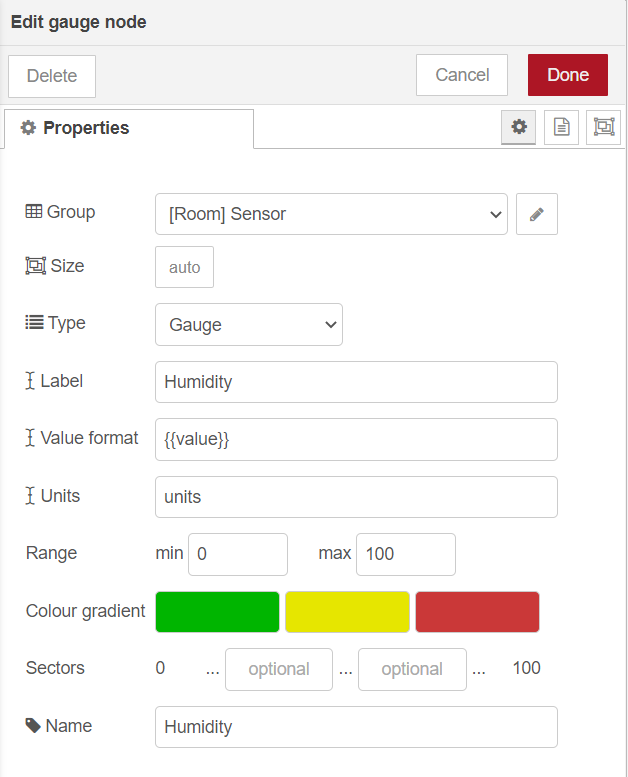 Edit gauge node
Delete Cancel Done
Properties
Group [Room] Sensor
Size auto
Type Gauge
Label Humidity
Value format {{value}}
Units units
Range min 0 max 100
Colour gradient
Sectors 0 ... optional ... optional ... 100
Name Humidity